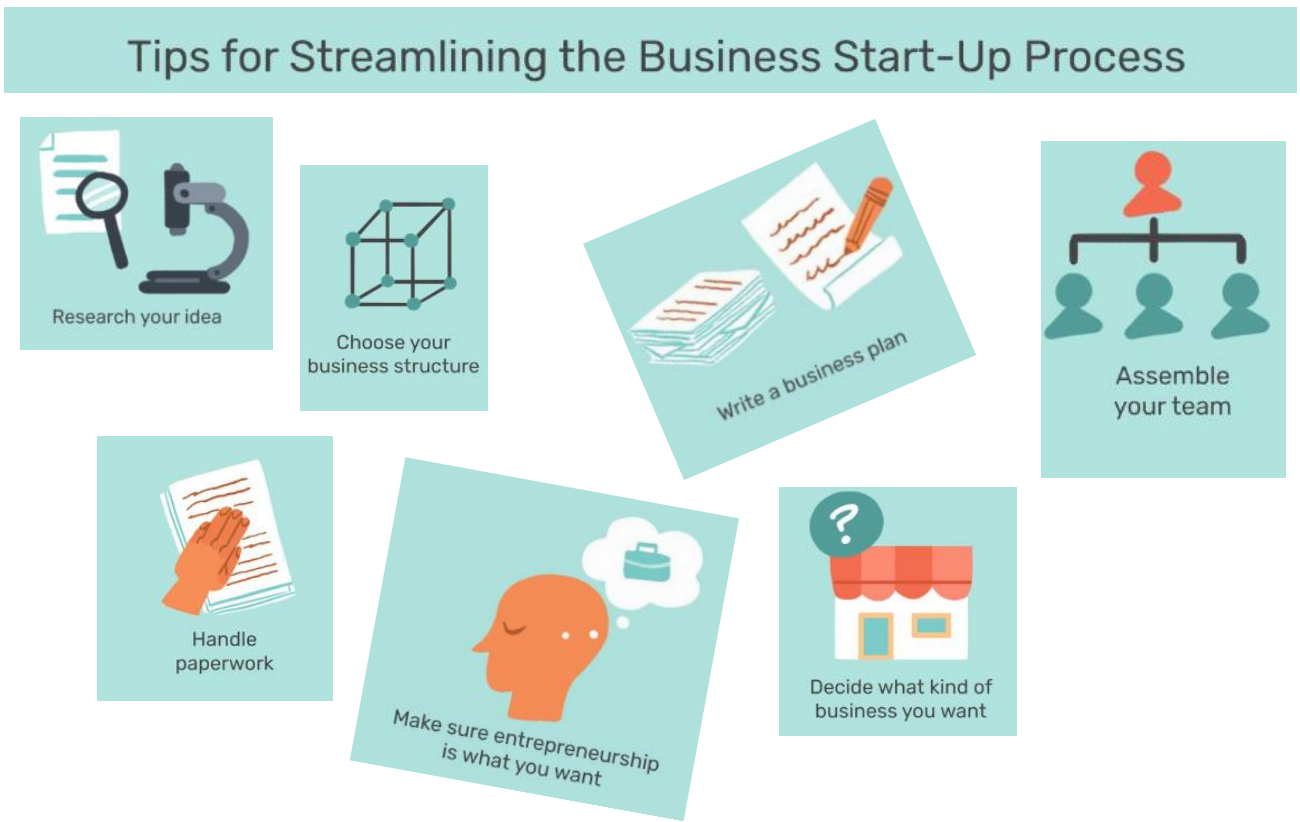 Tips for Streamlining the Business Start-Up Process
Research your idea
Choose your
business structure
Write a business plan
Assemble
your team
Handle
paperwork
Make sure entrepreneurship
is what you want
?
Decide what kind of
business you want